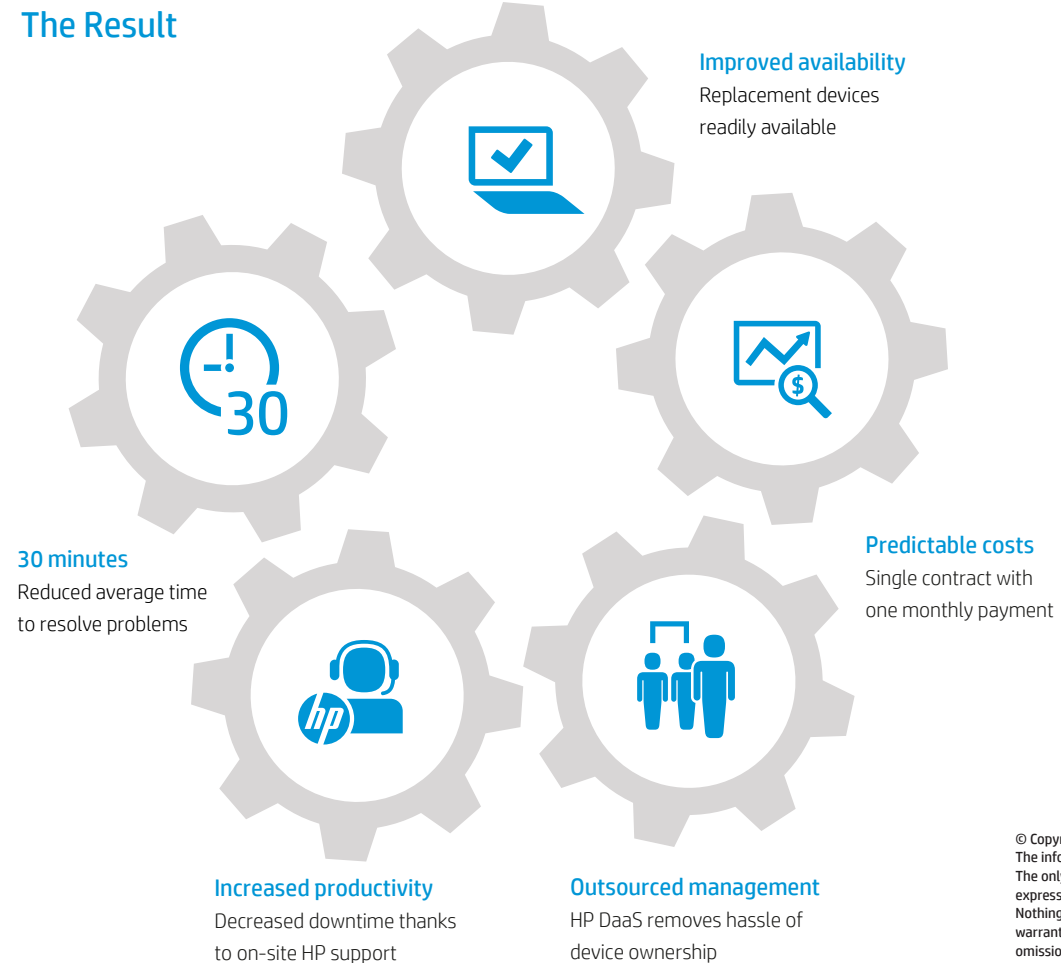 The Result
Improved availability
Replacement devices
readily available
$
30
30 minutes
Reduced average time
to resolve problems
Predictable costs
Single contract with
one monthly payment
hp
Increased productivity
Decreased downtime thanks
to on-site HP support
Outsourced management
HP DaaS removes hassle of
device ownership
©
The
The
express
Nothing